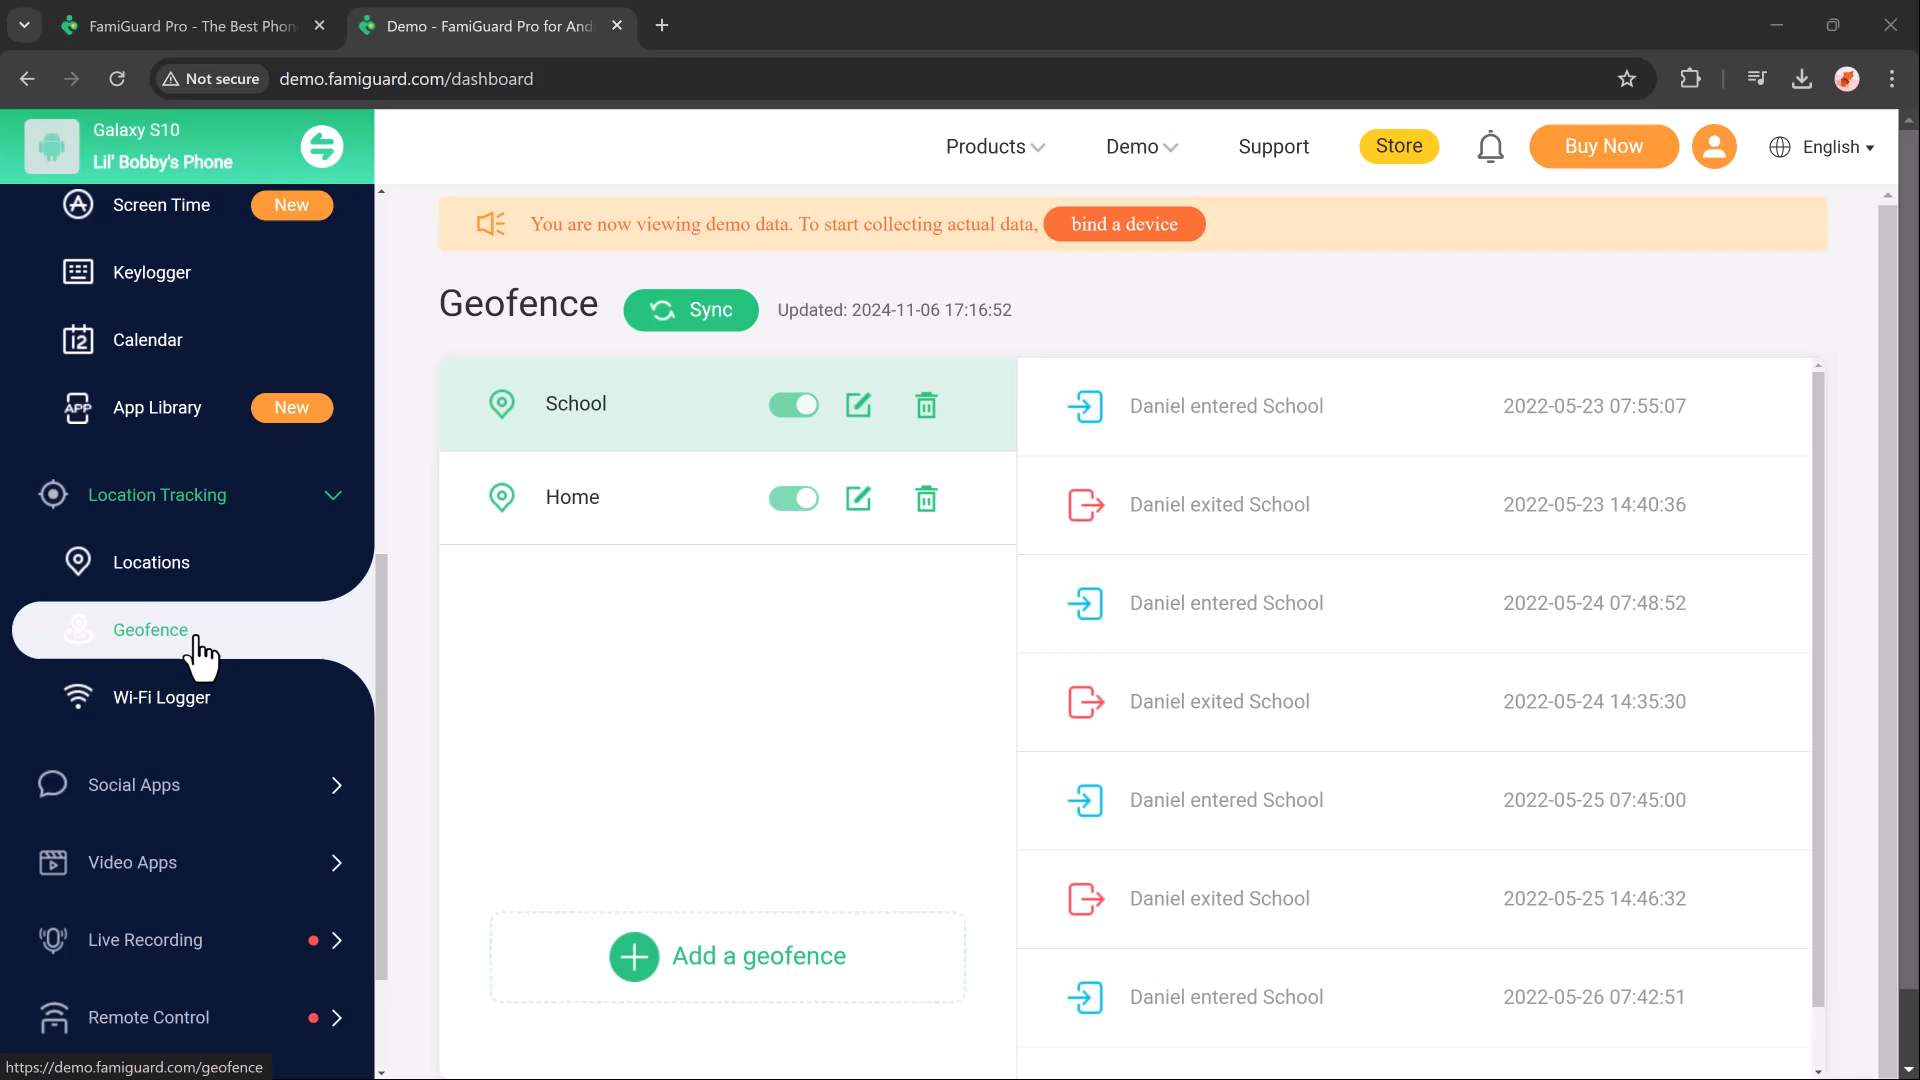 FamiGuard Pro - The Best Phon
Demo - FamiGuard Pro for And
Not secure
demo.famiguard.com/dashboard
Galaxy S10
Lil' Bobby's Phone
Products
Demo
Support
Store
Buy Now
English
Screen Time
New
Keylogger
Calendar
12
App Library
APP
New
Location Tracking
Locations
Geofence
Wi-Fi Logger
Social Apps
Video Apps
Live Recording
Remote Control
https://demo.famiguard.com/geofence
You are now viewing demo data. To start collecting actual data,
bind a device
Geofence
Sync
Updated: 2024-11-06 17:16:52
School
Home
Add a geofence
Daniel entered School 2022-05-23 07:55:07
Daniel exited School 2022-05-23 14:40:36
Daniel entered School 2022-05-24 07:48:52
Daniel exited School 2022-05-24 14:35:30
Daniel entered School 2022-05-25 07:45:00
Daniel exited School 2022-05-25 14:46:32
Daniel entered School 2022-05-26 07:42:51